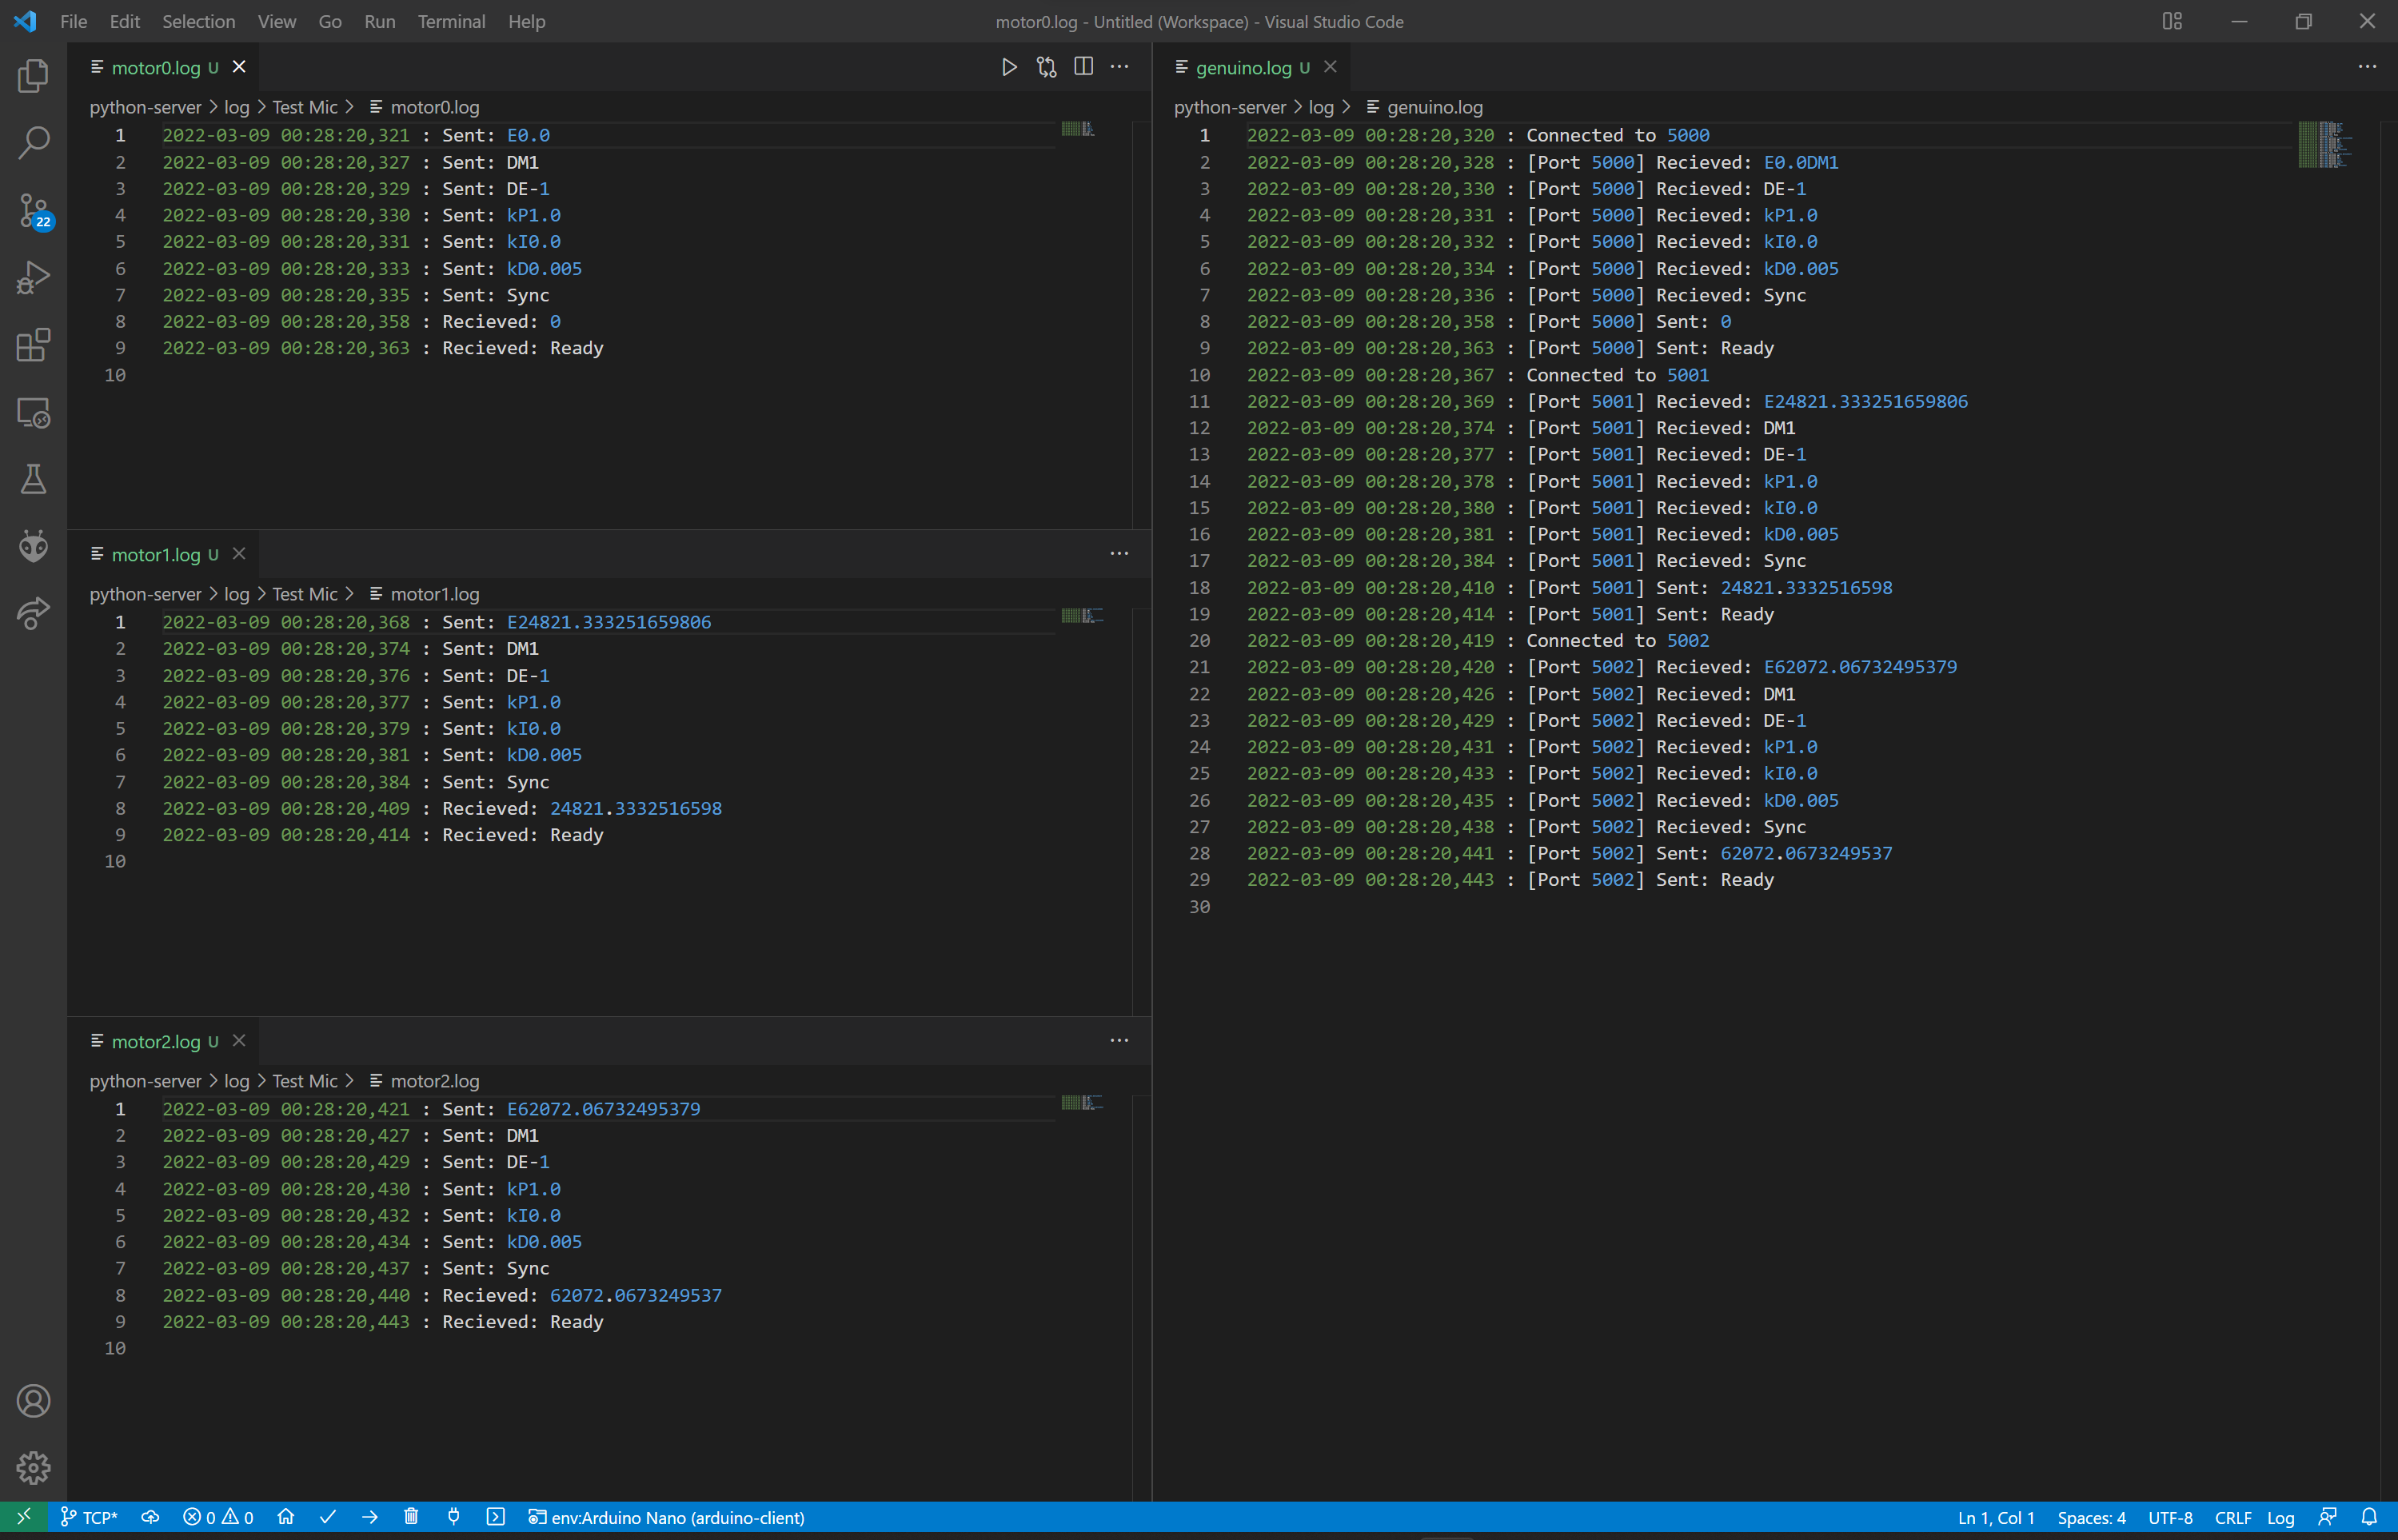 File Edit Selection View Go Run Terminal Help
motor0.log - Untitled (Workspace) - Visual Studio Code
22
motor0.log U
python-server > log > Test Mic > motor0.log
1 2022-03-09 00:28:20,321 : Sent: E0.0
2 2022-03-09 00:28:20,327 : Sent: DM1
3 2022-03-09 00:28:20,329 : Sent: DE-1
4 2022-03-09 00:28:20,330 : Sent: kP1.0
5 2022-03-09 00:28:20,331 : Sent: kI0.0
6 2022-03-09 00:28:20,333 : Sent: kD0.005
7 2022-03-09 00:28:20,335 : Sent: Sync
8 2022-03-09 00:28:20,358 : Recieved: 0
9 2022-03-09 00:28:20,363 : Recieved: Ready
10
motor1.log U
python-server > log > Test Mic > motor1.log
1 2022-03-09 00:28:20,368 : Sent: E24821.333251659806
2 2022-03-09 00:28:20,374 : Sent: DM1
3 2022-03-09 00:28:20,376 : Sent: DE-1
4 2022-03-09 00:28:20,377 : Sent: kP1.0
5 2022-03-09 00:28:20,379 : Sent: kI0.0
6 2022-03-09 00:28:20,381 : Sent: kD0.005
7 2022-03-09 00:28:20,384 : Sent: Sync
8 2022-03-09 00:28:20,409 : Recieved: 24821.3332516598
9 2022-03-09 00:28:20,414 : Recieved: Ready
10
motor2.log U
python-server > log > Test Mic > motor2.log
1 2022-03-09 00:28:20,421 : Sent: E62072.06732495379
2 2022-03-09 00:28:20,427 : Sent: DM1
3 2022-03-09 00:28:20,429 : Sent: DE-1
4 2022-03-09 00:28:20,430 : Sent: kP1.0
5 2022-03-09 00:28:20,432 : Sent: kI0.0
6 2022-03-09 00:28:20,434 : Sent: kD0.005
7 2022-03-09 00:28:20,437 : Sent: Sync
8 2022-03-09 00:28:20,440 : Recieved: 62072.0673249537
9 2022-03-09 00:28:20,443 : Recieved: Ready
10
genuino.log U
python-server > log > genuino.log
1 2022-03-09 00:28:20,320 : Connected to 5000
2 2022-03-09 00:28:20,328 : [Port 5000] Recieved: E0.0DM1
3 2022-03-09 00:28:20,330 : [Port 5000] Recieved: DE-1
4 2022-03-09 00:28:20,331 : [Port 5000] Recieved: kP1.0
5 2022-03-09 00:28:20,332 : [Port 5000] Recieved: kI0.0
6 2022-03-09 00:28:20,334 : [Port 5000] Recieved: kD0.005
7 2022-03-09 00:28:20,336 : [Port 5000] Recieved: Sync
8 2022-03-09 00:28:20,358 : [Port 5000] Sent: 0
9 2022-03-09 00:28:20,363 : [Port 5000] Sent: Ready
10 2022-03-09 00:28:20,367 : Connected to 5001
11 2022-03-09 00:28:20,369 : [Port 5001] Recieved: E24821.333251659806
12 2022-03-09 00:28:20,374 : [Port 5001] Recieved: DM1
13 2022-03-09 00:28:20,377 : [Port 5001] Recieved: DE-1
14 2022-03-09 00:28:20,378 : [Port 5001] Recieved: kP1.0
15 2022-03-09 00:28:20,380 : [Port 5001] Recieved: kI0.0
16 2022-03-09 00:28:20,381 : [Port 5001] Recieved: kD0.005
17 2022-03-09 00:28:20,384 : [Port 5001] Recieved: Sync
18 2022-03-09 00:28:20,410 : [Port 5001] Sent: 24821.3332516598
19 2022-03-09 00:28:20,414 : [Port 5001] Sent: Ready
20 2022-03-09 00:28:20,419 : Connected to 5002
21 2022-03-09 00:28:20,420 : [Port 5002] Recieved: E62072.06732495379
22 2022-03-09 00:28:20,426 : [Port 5002] Recieved: DM1
23 2022-03-09 00:28:20,429 : [Port 5002] Recieved: DE-1
24 2022-03-09 00:28:20,431 : [Port 5002] Recieved: kP1.0
25 2022-03-09 00:28:20,433 : [Port 5002] Recieved: kI0.0
26 2022-03-09 00:28:20,435 : [Port 5002] Recieved: kD0.005
27 2022-03-09 00:28:20,438 : [Port 5002] Recieved: Sync
28 2022-03-09 00:28:20,441 : [Port 5002] Sent: 62072.0673249537
29 2022-03-09 00:28:20,443 : [Port 5002] Sent: Ready
30
TCP* 0 0 env:Arduino Nano (arduino-client) Ln 1, Col 1 Spaces: 4 UTF-8 CRLF Log